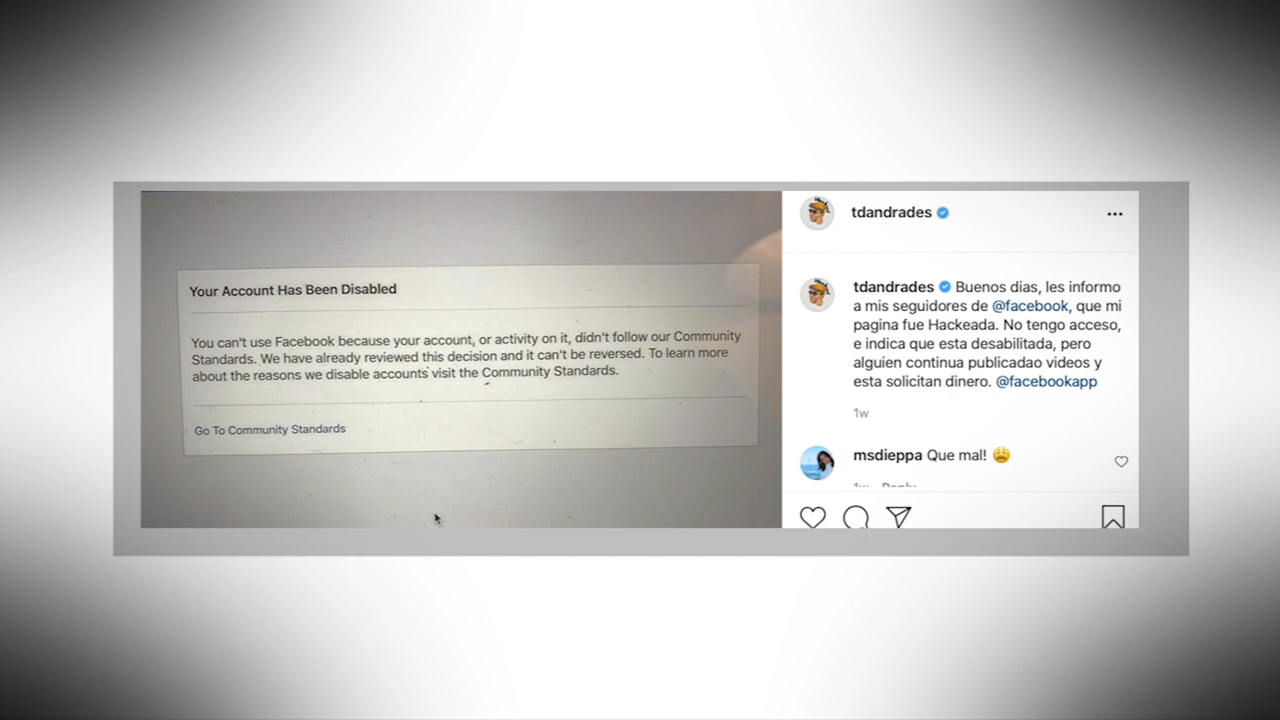 Your Account Has Been Disabled
You can't use Facebook because your account, or activity on it, didn't follow our Community
Standards. We have already reviewed this decision and it can't be reversed. To learn more
about the reasons we disable accounts visit the Community Standards.
Go To Community Standards
tdandrades
tdandrades Buenos dias, les informo
a mis seguidores de @facebook, que mi
pagina fue Hackeada. No tengo acceso,
e indica que esta desabilitada, pero
alguien continua publicadao videos y
esta solicitan dinero. @facebookapp
1w
msdieppa Que mal! 😩
1w Reply